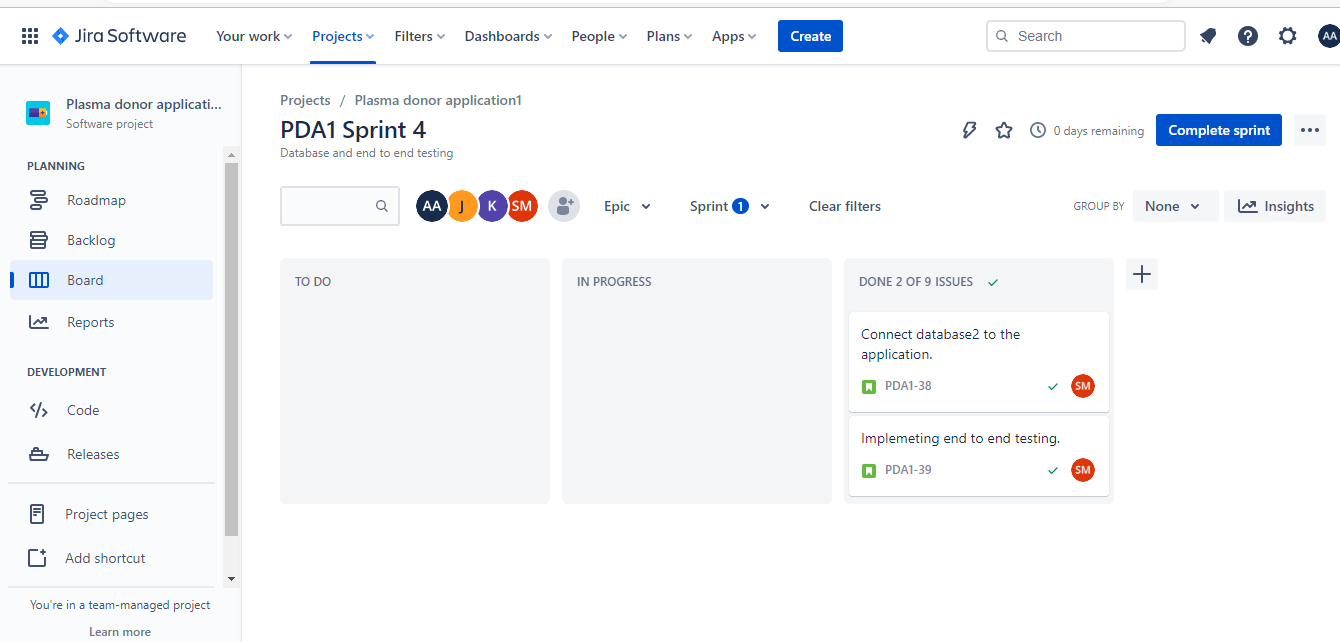 Jira Software Your work Projects Filters Dashboards People Plans Apps Create Search AA
Plasma donor applicati...
Software project
PLANNING
Roadmap
Backlog
Board
Reports
DEVELOPMENT
Code
Releases
Project pages
Add shortcut
You're in a team-managed project
Learn more
Projects / Plasma donor application1
PDA1 Sprint 4
Database and end to end testing
0 days remaining Complete sprint
AA J K SM Epic Sprint 1 Clear filters GROUP BY None Insights
TO DO
IN PROGRESS
DONE 2 OF 9 ISSUES
Connect database2 to the
application.
PDA1-38 SM
Implemeting end to end testing.
PDA1-39 SM